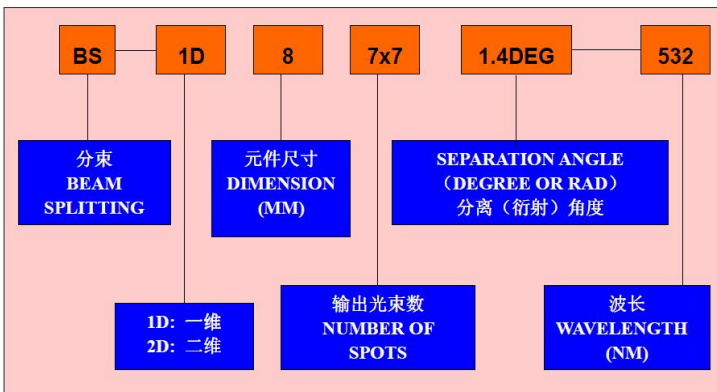 BS
1D
8
7x7
1.4DEG
532
分束
BEAM
SPLITTING
元件尺寸
DIMENSION
(MM)
SEPARATION ANGLE
（DEGREE OR RAD）
分离（衍射）角度
1D: 一维
2D: 二维
输出光束数
NUMBER OF
SPOTS
波长
WAVELENGTH
(NM)